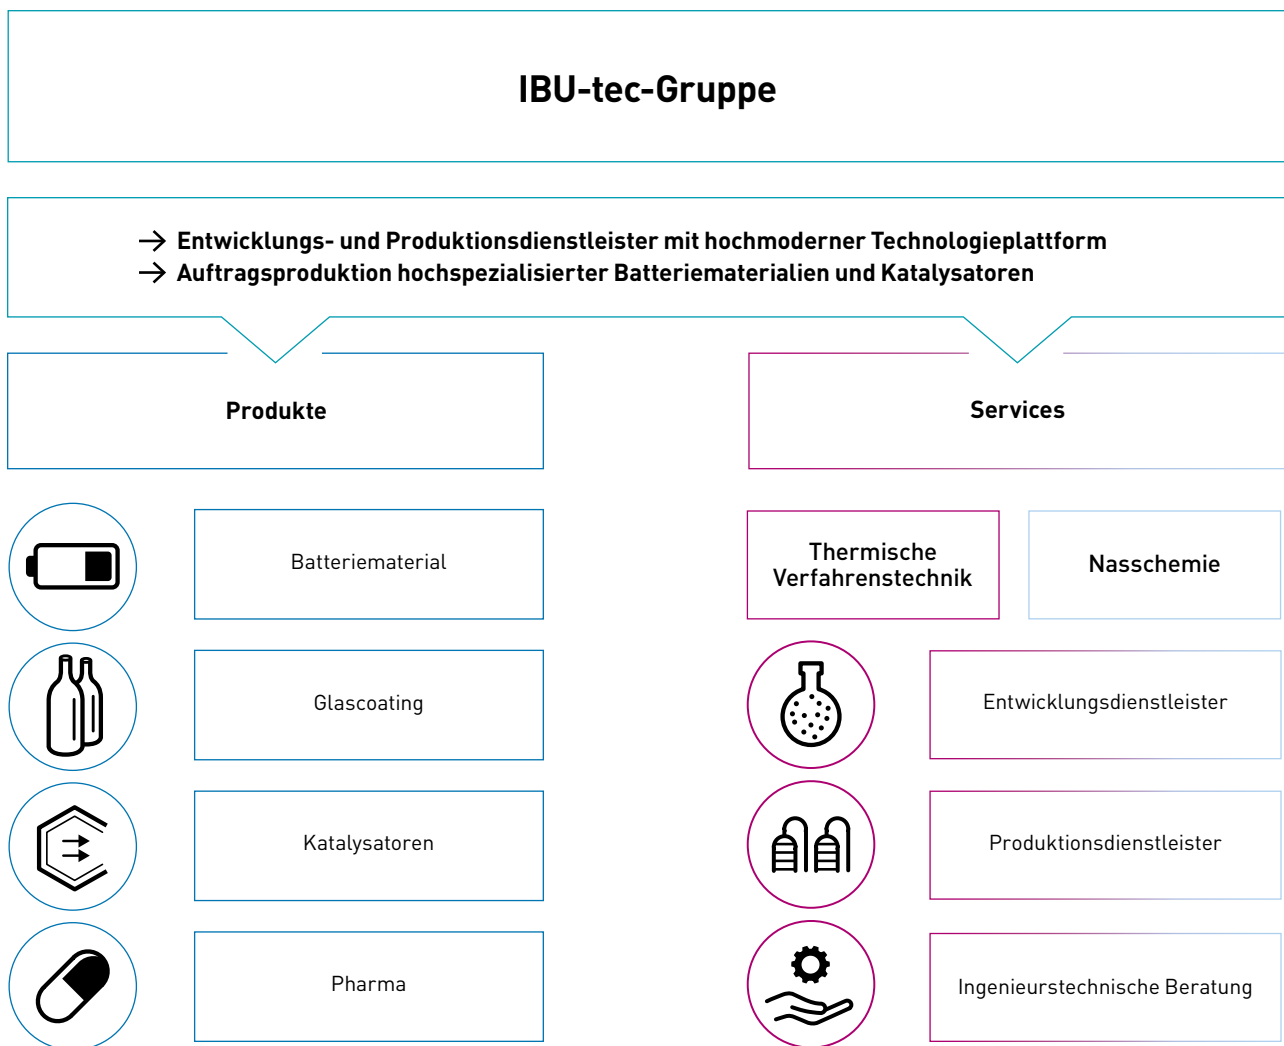 IBU-tec-Gruppe
→ Entwicklungs- und Produktionsdienstleister mit hochmoderner Technologieplattform
→ Auftragsproduktion hochspezialisierter Batteriematerialien und Katalysatoren
Produkte
Batteriematerial
Glascoating
Katalysatoren
Pharma
Services
Thermische
Verfahrenstechnik
Nasschemie
Entwicklungsdienstleister
Produktionsdienstleister
Ingenieurstechnische Beratung